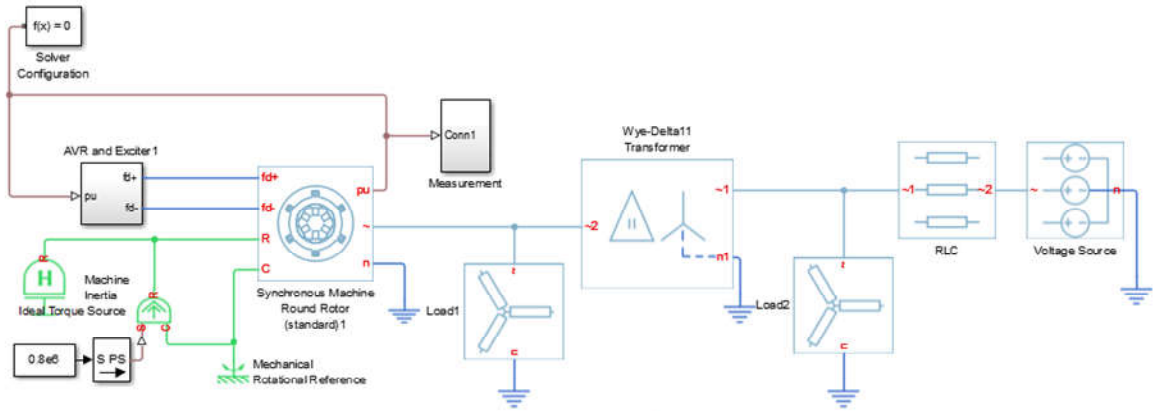 f(x) = 0
Solver
Configuration
AVR and Exciter1
pu
fd+
fd-
fd+
fd-
R
C
pu
~
n
Synchronous Machine
Round Rotor
(standard)1
Conn1
Measurement
H
R
Machine
Inertia
Ideal Torque Source
R
S
C
0.8e6
S PS
Mechanical
Rotational Reference
Load1
~
n
Wye-Delta11
Transformer
~2
~1
n1
Load2
~
n
~1
~2
RLC
~
n
Voltage Source